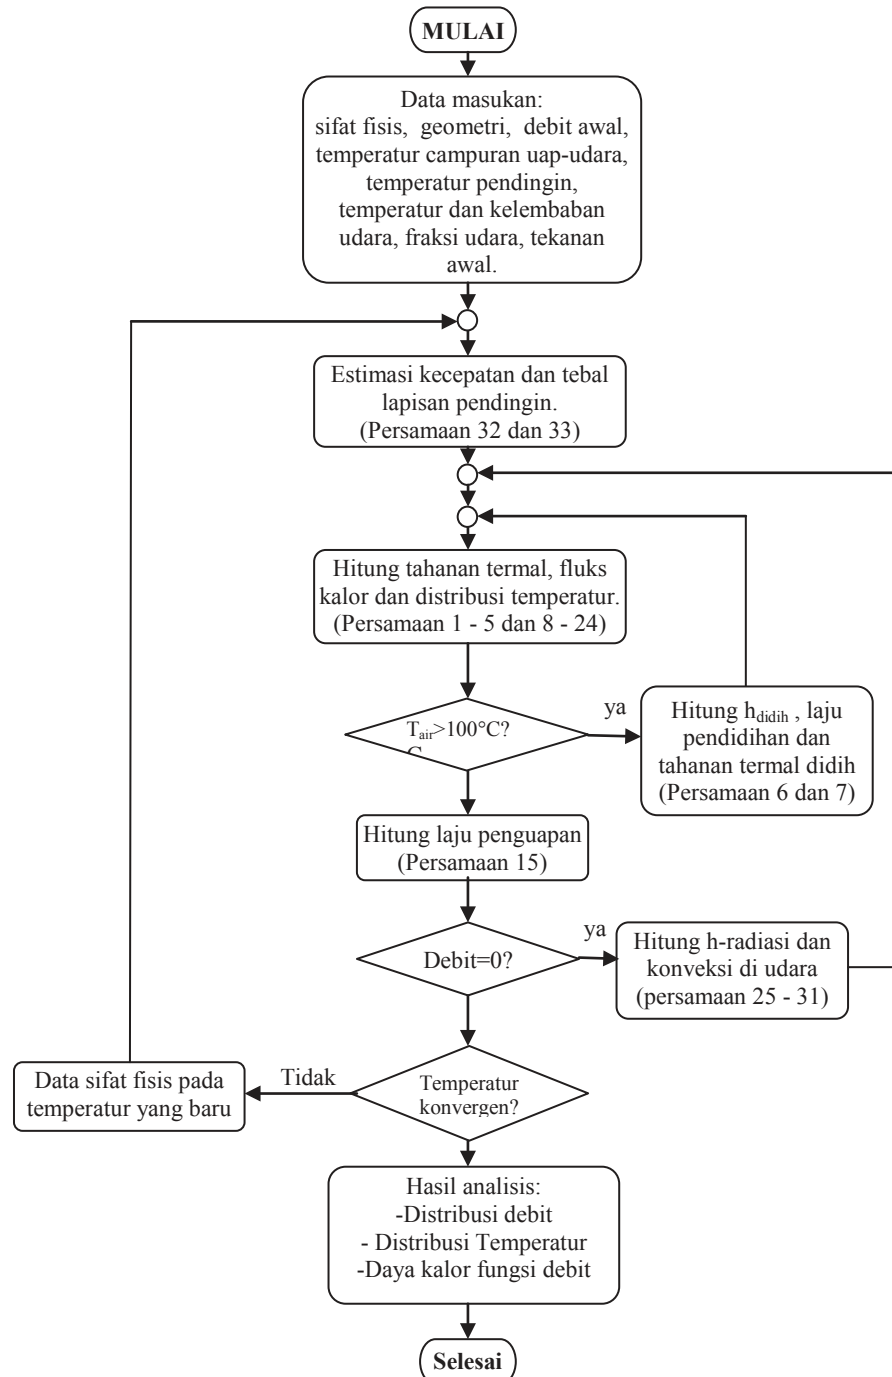 MULAI
Data masukan:
sifat fisis, geometri, debit awal,
temperatur campuran uap-udara,
temperatur pendingin,
temperatur dan kelembaban
udara, fraksi udara, tekanan
awal.
Estimasi kecepatan dan tebal
lapisan pendingin.
(Persamaan 32 dan 33)
Hitung tahanan termal, fluks
kalor dan distribusi temperatur.
(Persamaan 1 - 5 dan 8 - 24)
Tair>100°C?
ya
Hitung hdidih , laju
pendidihan dan
tahanan termal didih
(Persamaan 6 dan 7)
Hitung laju penguapan
(Persamaan 15)
Debit=0?
ya
Hitung h-radiasi dan
konveksi di udara
(persamaan 25 - 31)
Temperatur
konvergen?
Tidak
Data sifat fisis pada
temperatur yang baru
Hasil analisis:
-Distribusi debit
- Distribusi Temperatur
-Daya kalor fungsi debit
Selesai